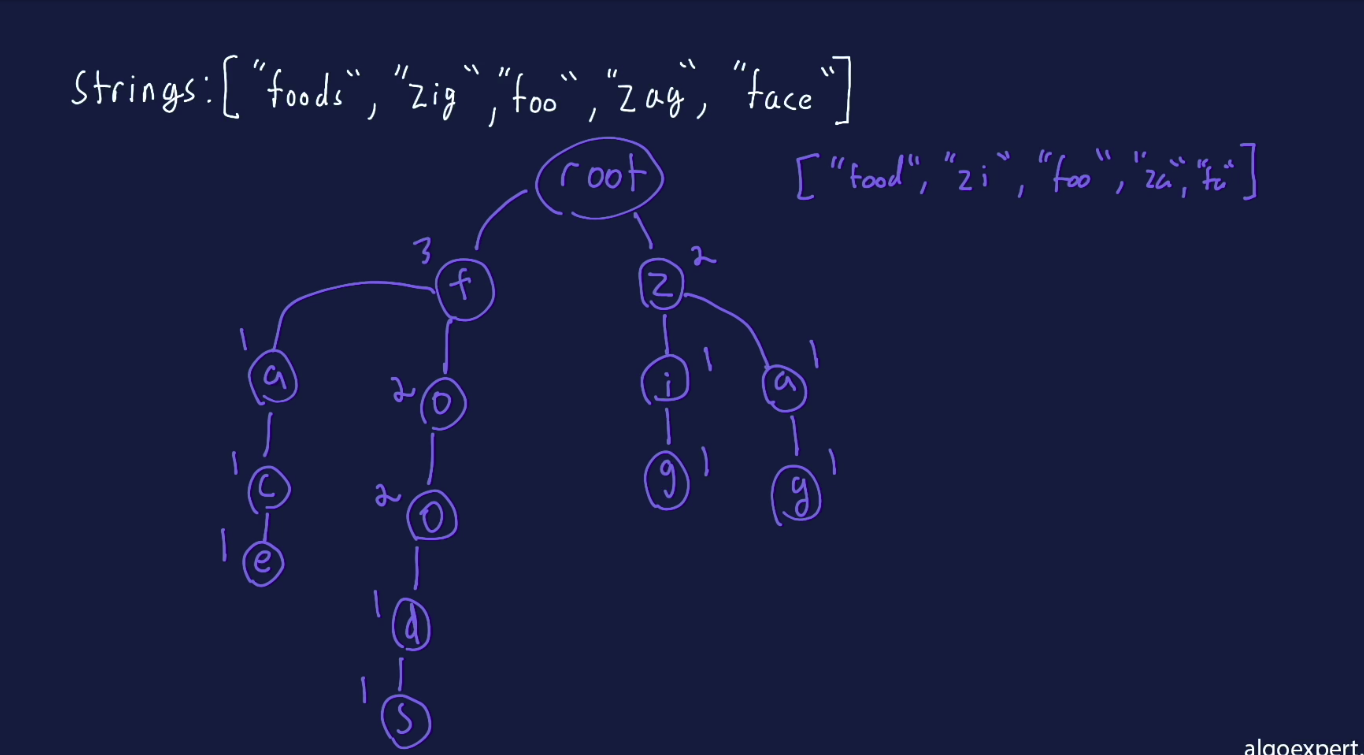 Strings: ["foods", "zig", "foo", "zag", "face"]
root
["food", "zi", "foo", "za", "fa"]
3 f
z 2
1 a
2 o
i 1
a 1
1 c
2 o
g 1
g 1
1 e
1 d
1 s
algoexpert